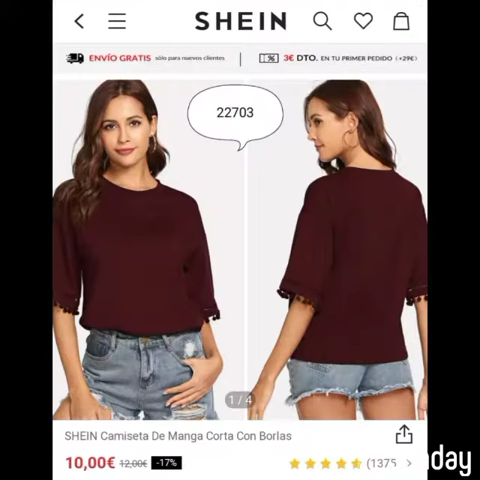 SHEIN
ENVÍO GRATIS sólo para nuevos clientes
% 3€ DTO. EN TU PRIMER PEDIDO (+29€)
22703
1 / 4
SHEIN Camiseta De Manga Corta Con Borlas
10,00€ 12,00€ -17%
(1375 >